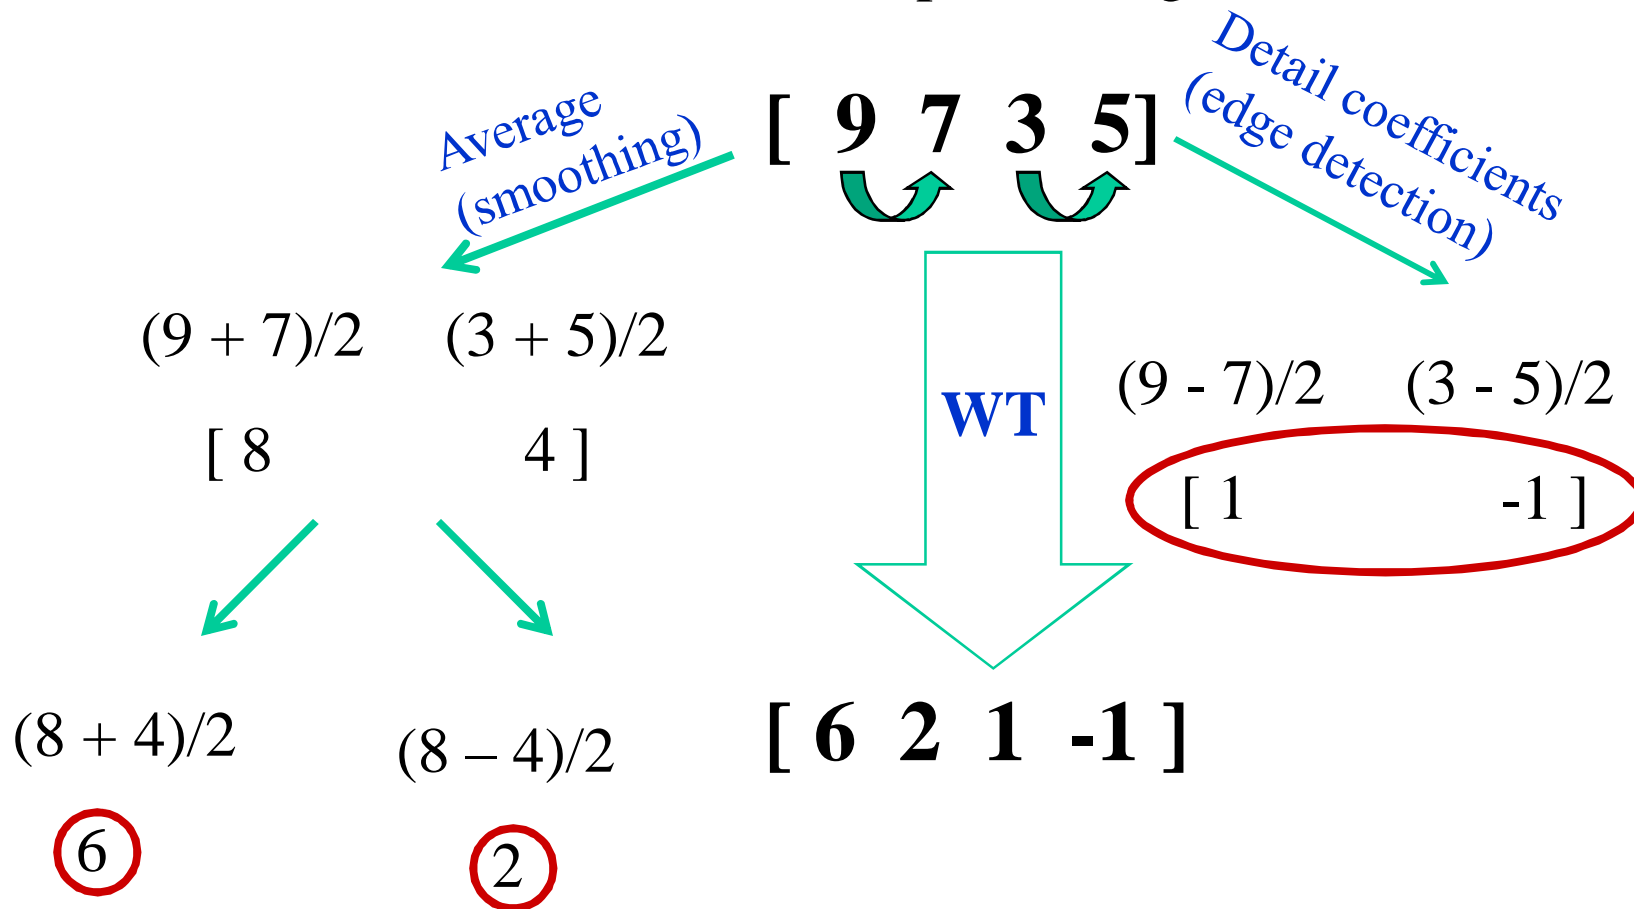 [ 9 7 3 5]
Average
(smoothing)
Detail coefficients
(edge detection)
(9 + 7)/2 (3 + 5)/2
[ 8 4 ]
(9 - 7)/2 (3 - 5)/2
[ 1 -1 ]
WT
(8 + 4)/2
(8 – 4)/2
6
2
[ 6 2 1 -1 ]